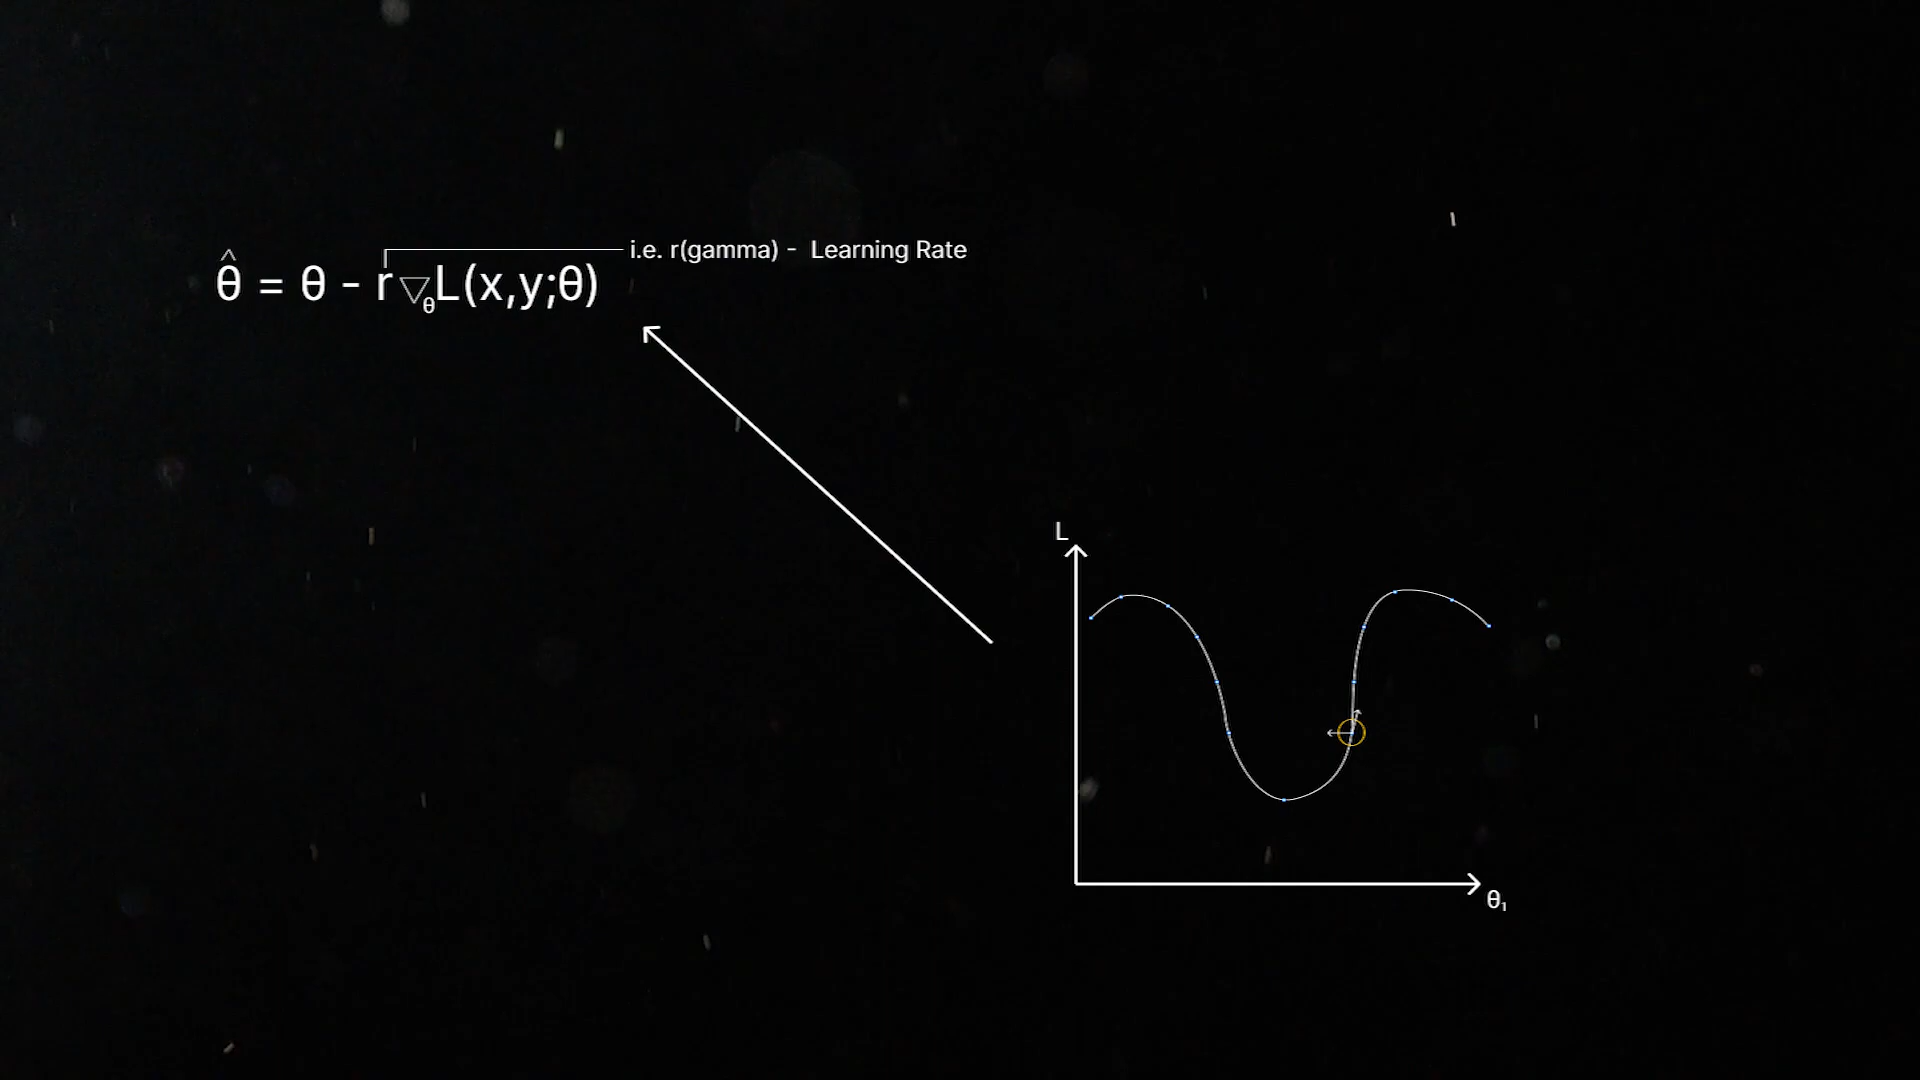 i.e. r(gamma) - Learning Rate
θ̂ = θ - r▽θL(x,y;θ)
L
θ₁